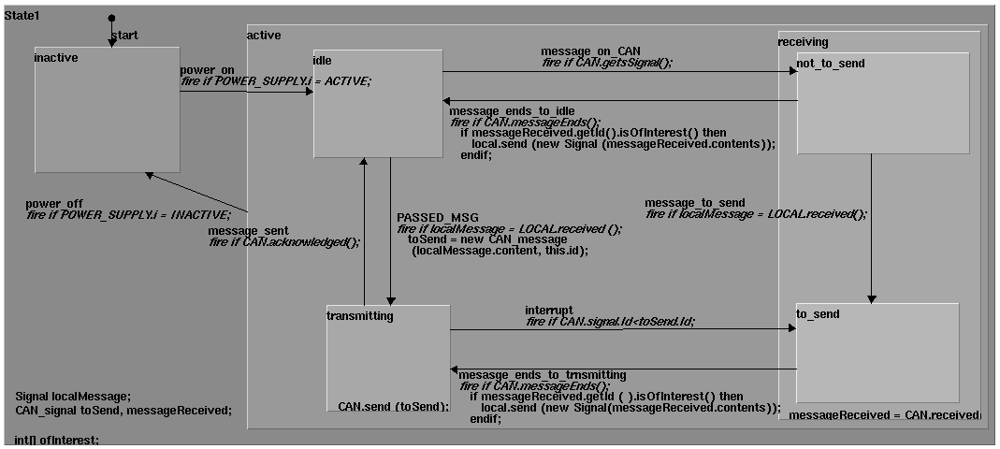 State1
start
active
receiving
inactive
idle
not_to_send
message_on_CAN
fire if CAN.getsSignal();
power_on
fire if POWER_SUPPLY.i = ACTIVE;
message_ends_to_idle
fire if CAN.messageEnds();
if messageReceived.getId().isOfInterest() then
local.send (new Signal (messageReceived.contents));
endif;
power_off
fire if POWER_SUPPLY.i = INACTIVE;
message_sent
fire if CAN.acknowledged();
PASSED_MSG
fire if localMessage = LOCAL.received ();
toSend = new CAN_message
(localMessage.content, this.id);
message_to_send
fire if localMessage = LOCAL.received();
transmitting
interrupt
fire if CAN.signal.Id<toSend.Id;
to_send
mesasge_ends_to_trnsmitting
fire if CAN.messageEnds();
if messageReceived.getId ( ).isOfInterest() then
local.send (new Signal(messageReceived.contents));
endif;
CAN.send (toSend);
messageReceived = CAN.received(
Signal localMessage;
CAN_signal toSend, messageReceived;
int[] ofInterest;